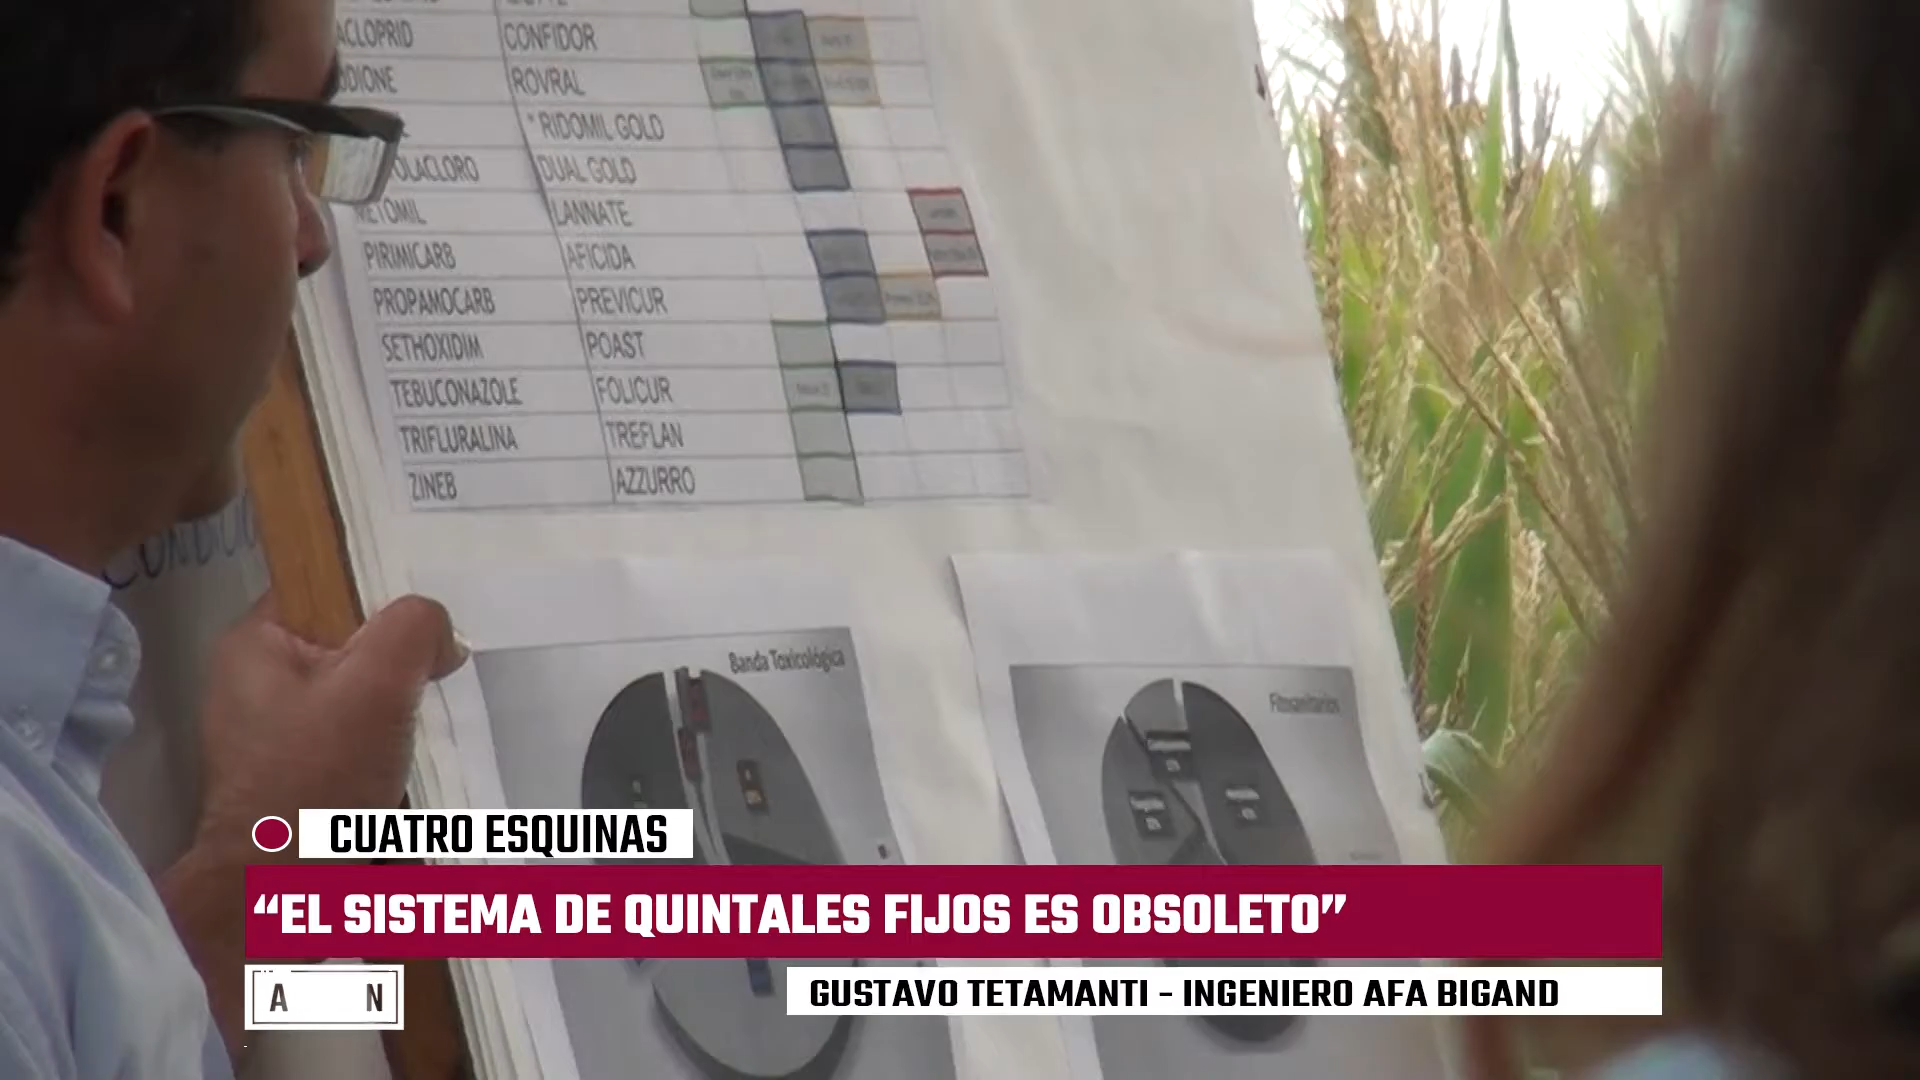 ACLOPRID CONFIDOR
ODIONE ROVRAL
* RIDOMIL GOLD
OLACLORO DUAL GOLD
METOMIL LANNATE
PIRIMICARB AFICIDA
PROPAMOCARB PREVICUR
SETHOXIDIM POAST
TEBUCONAZOLE FOLICUR
TRIFLURALINA TREFLAN
ZINEB AZZURRO
Banda Toxicológica
Fitosanitarios
CUATRO ESQUINAS
“EL SISTEMA DE QUINTALES FIJOS ES OBSOLETO”
A N
GUSTAVO TETAMANTI - INGENIERO AFA BIGAND